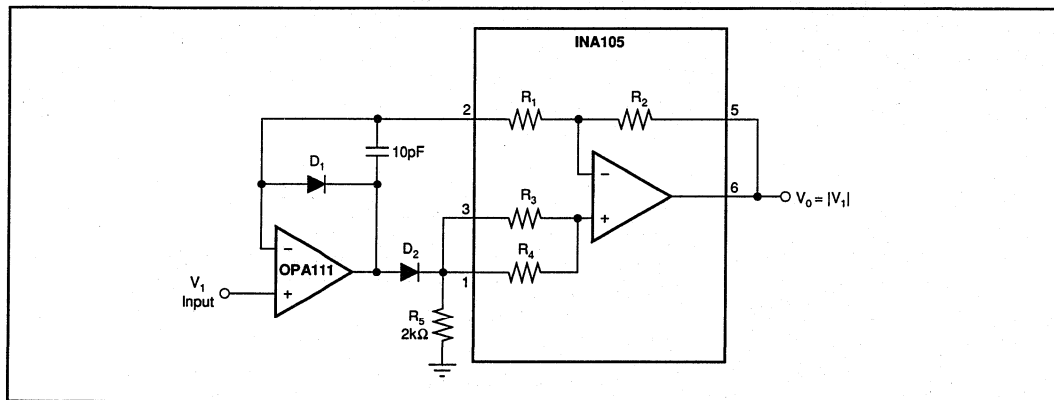 INA105
2
R1
R2
5
10pF
D1
6
V0 = |V1|
3
R3
D2
R4
OPA111
1
V1
Input
R5
2kΩ
−
+
−
+